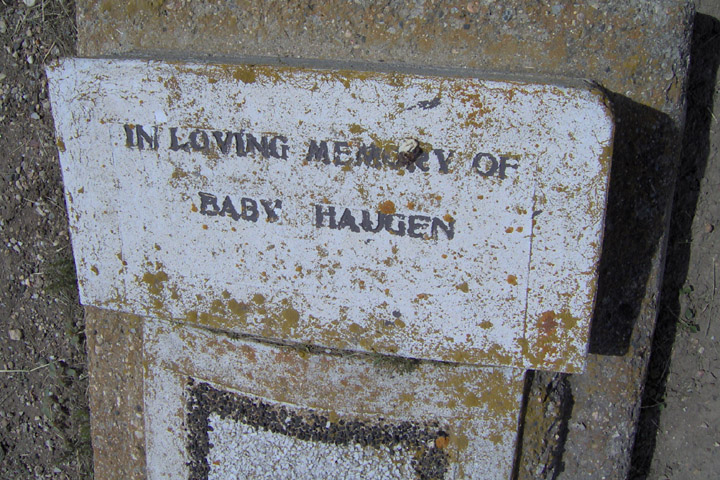 IN LOVING MEMORY OF
BABY HAUGEN